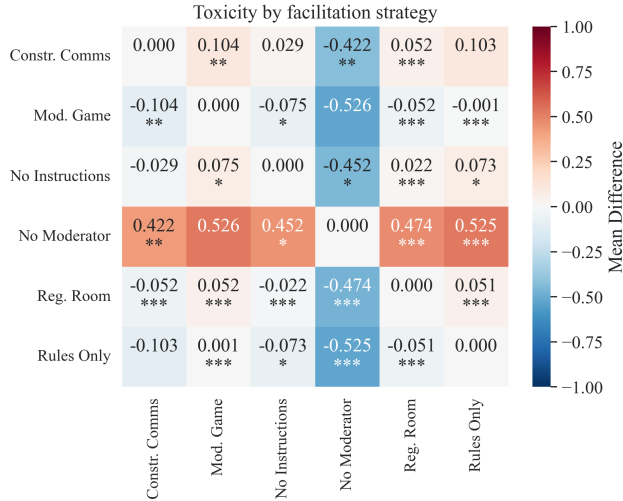 Toxicity by facilitation strategy
Constr. Comms 0.000 0.104 0.029 -0.422 0.052 0.103
** ** ***
Mod. Game -0.104 0.000 -0.075 -0.526 -0.052 -0.001
** * *** ***
No Instructions -0.029 0.075 0.000 -0.452 0.022 0.073
* * *** *
No Moderator 0.422 0.526 0.452 0.000 0.474 0.525
** * *** ***
Reg. Room -0.052 0.052 -0.022 -0.474 0.000 0.051
*** *** *** *** ***
Rules Only -0.103 0.001 -0.073 -0.525 -0.051 0.000
*** * *** ***
Constr. Comms
Mod. Game
No Instructions
No Moderator
Reg. Room
Rules Only
1.00
0.75
0.50
0.25
0.00
−0.25
−0.50
−0.75
−1.00
Mean Difference